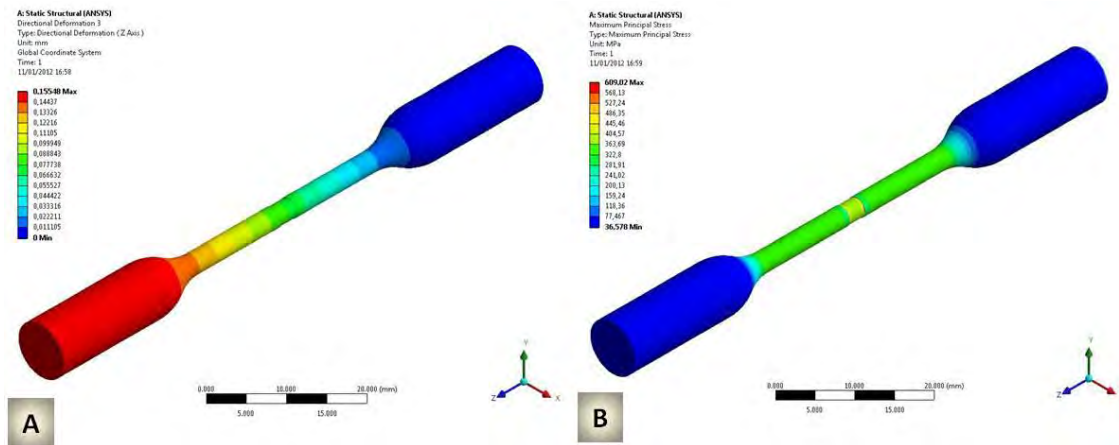 A: Static Structural (ANSYS)
Directional Deformation 3
Type: Directional Deformation ( Z Axis )
Unit: mm
Global Coordinate System
Time: 1
11/01/2012 16:58
0,15548 Max
0,14437
0,13326
0,12216
0,11105
0,099949
0,088843
0,077738
0,066632
0,055527
0,044422
0,033316
0,022211
0,011105
0 Min
0.000 10.000 20.000 (mm)
5.000 15.000
Y
Z X
A
A: Static Structural (ANSYS)
Maximum Principal Stress
Type: Maximum Principal Stress
Unit: MPa
Time: 1
11/01/2012 16:59
609,02 Max
568,13
527,24
486,35
445,46
404,57
363,69
322,8
281,91
241,02
200,13
159,24
118,36
77,467
36,578 Min
0.000 10.000 20.000 (mm)
5.000 15.000
Y
Z
B